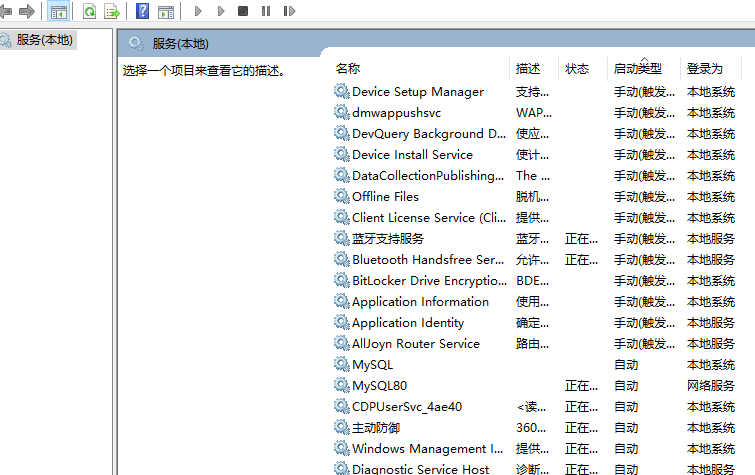 服务(本地)
服务(本地)
选择一个项目来查看它的描述。
名称 描述 状态 启动类型 登录为
Device Setup Manager 支持... 手动(触发... 本地系统
dmwappushsvc WAP... 手动(触发... 本地系统
DevQuery Background D... 使应... 手动(触发... 本地系统
Device Install Service 使计... 手动(触发... 本地系统
DataCollectionPublishing... The ... 手动(触发... 本地系统
Offline Files 脱机... 手动(触发... 本地系统
Client License Service (Cli... 提供... 手动(触发... 本地系统
蓝牙支持服务 蓝牙... 正在... 手动(触发... 本地服务
Bluetooth Handsfree Ser... 允许... 正在... 手动(触发... 本地服务
BitLocker Drive Encryptio... BDE... 手动(触发... 本地系统
Application Information 使用... 手动(触发... 本地系统
Application Identity 确定... 手动(触发... 本地服务
AllJoyn Router Service 路由... 手动(触发... 本地服务
MySQL 自动 本地系统
MySQL80 正在... 自动 网络服务
CDPUserSvc_4ae40 <读... 正在... 自动 本地系统
主动防御 360... 正在... 自动 本地系统
Windows Management I... 提供... 正在... 自动 本地系统
Diagnostic Service Host 诊断... 正在... 自动 本地服务